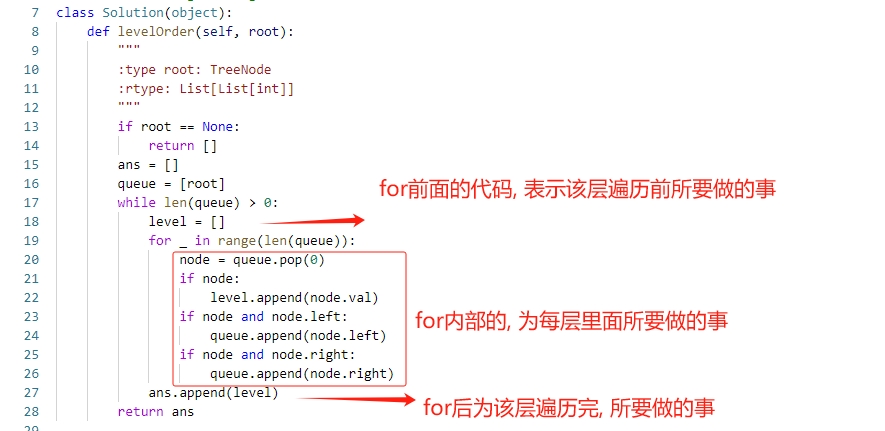 7 class Solution(object):
8 def levelOrder(self, root):
9 """
10 :type root: TreeNode
11 :rtype: List[List[int]]
12 """
13 if root == None:
14 return []
15 ans = []
16 queue = [root]
for前面的代码, 表示该层遍历前所要做的事
17 while len(queue) > 0:
18 level = []
19 for _ in range(len(queue)):
20 node = queue.pop(0)
21 if node:
22 level.append(node.val)
23 if node and node.left:
for内部的, 为每层里面所要做的事
24 queue.append(node.left)
25 if node and node.right:
26 queue.append(node.right)
27 ans.append(level)
for后为该层遍历完, 所要做的事
28 return ans